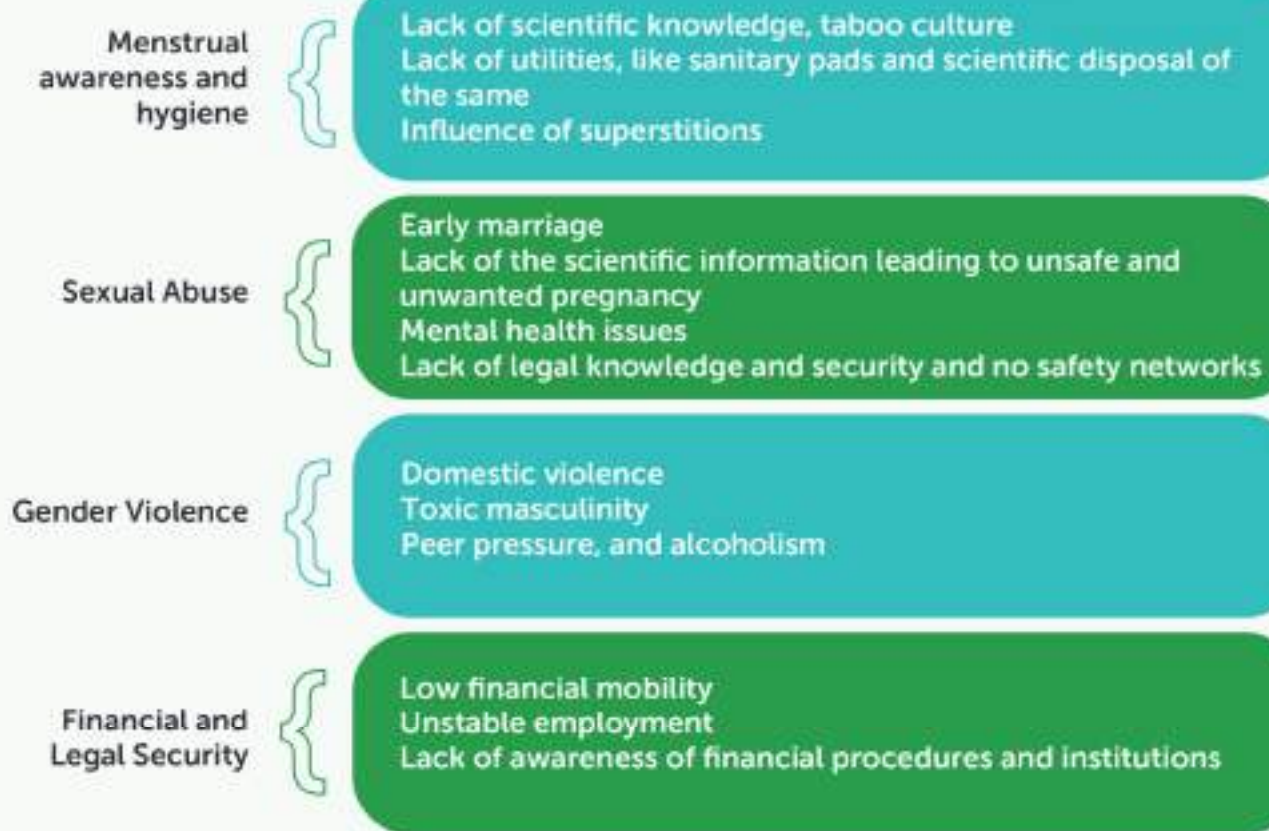 Menstrual
awareness and
hygiene
Lack of scientific knowledge, taboo culture
Lack of utilities, like sanitary pads and scientific disposal of
the same
Influence of superstitions
Sexual Abuse
Early marriage
Lack of the scientific information leading to unsafe and
unwanted pregnancy
Mental health issues
Lack of legal knowledge and security and no safety networks
Gender Violence
Domestic violence
Toxic masculinity
Peer pressure, and alcoholism
Financial and
Legal Security
Low financial mobility
Unstable employment
Lack of awareness of financial procedures and institutions